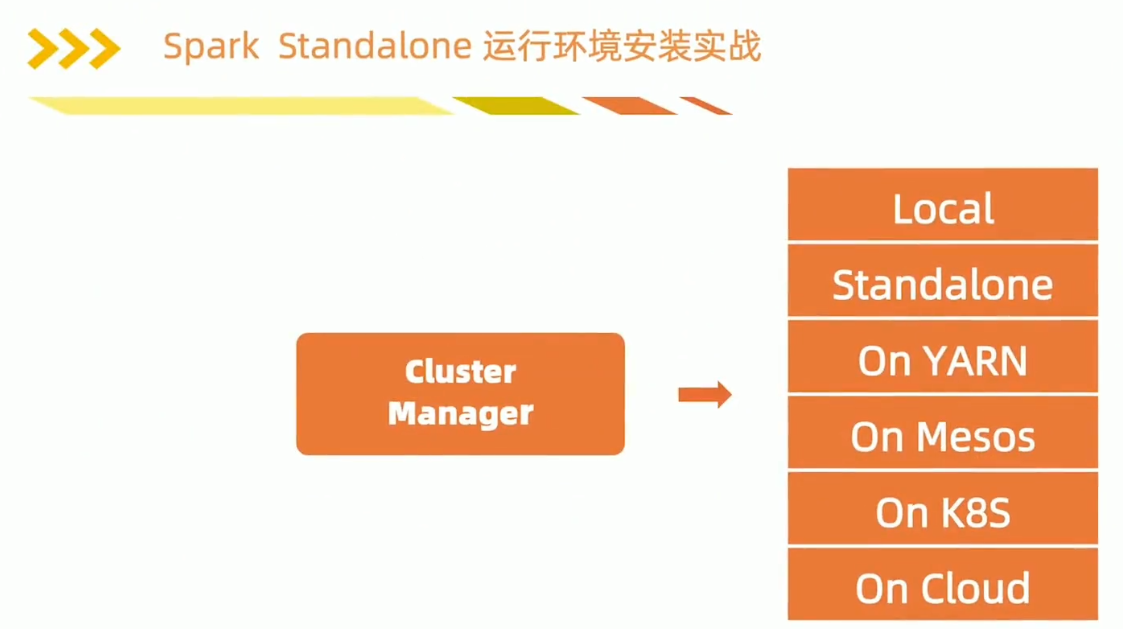 Spark Standalone 运行环境安装实战
Cluster
Manager
Local
Standalone
On YARN
On Mesos
On K8S
On Cloud